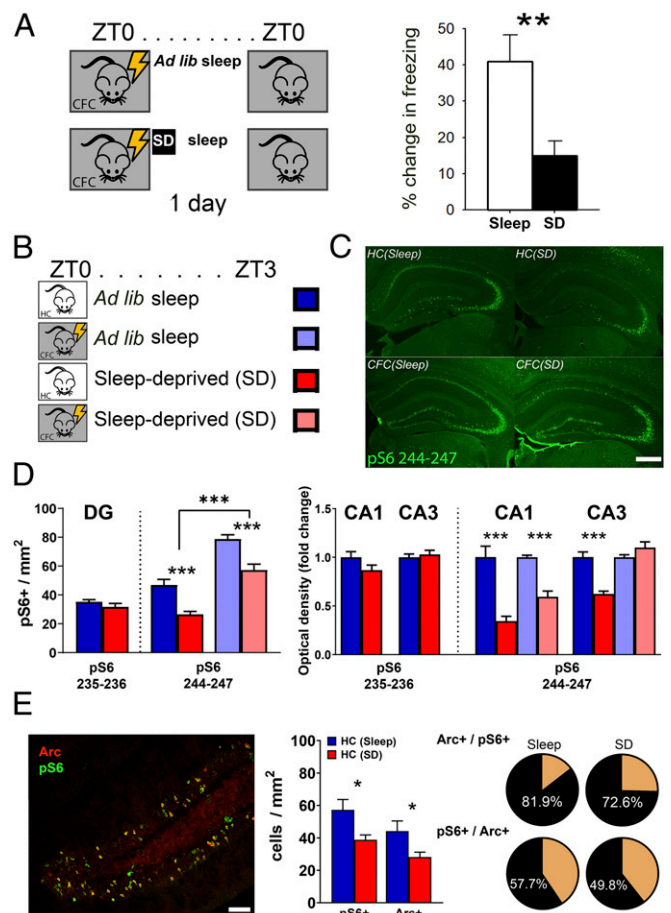 A
ZT0 . . . . . . . . . ZT0
Ad lib sleep
CFC
SD sleep
CFC
1 day
% change in freezing
50
40
30
20
10
0
**
Sleep SD
B
ZT0 . . . . . . . ZT3
HC
Ad lib sleep
CFC
Ad lib sleep
HC
Sleep-deprived (SD)
CFC
Sleep-deprived (SD)
C
HC(Sleep) HC(SD)
CFC(Sleep) CFC(SD)
pS6 244-247
D
pS6+ / mm²
100
80
60
40
20
0
DG
***
***
***
pS6
235-236
pS6
244-247
Optical density (fold change)
1.5
1.0
0.5
0
CA1 CA3
CA1 CA3
*** *** ***
pS6
235-236
pS6
244-247
E
Arc
pS6
cells / mm²
100
80
60
40
20
0
HC (Sleep)
HC (SD)
*
*
pS6+ Arc+
Arc+ / pS6+
Sleep SD
81.9% 72.6%
pS6+ / Arc+
57.7% 49.8%